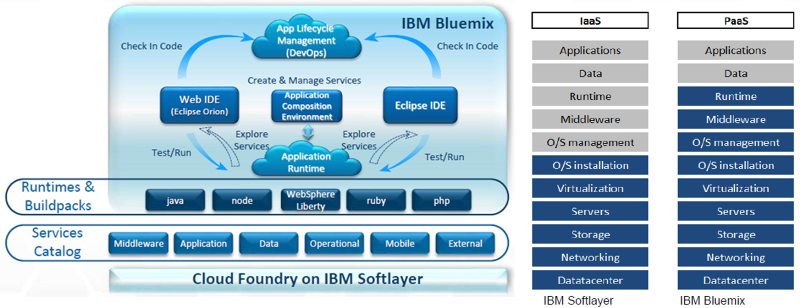 IBM Bluemix
App Lifecycle
Management
(DevOps)
Check In Code
Check In Code
Create & Manage Services
Web IDE
(Eclipse Orion)
Application
Composition
Environment
Eclipse IDE
Explore
Services
Explore
Services
Test/Run
Application
Runtime
Test/Run
Runtimes &
Buildpacks
java
node
WebSphere
Liberty
ruby
php
Services
Catalog
Middleware
Application
Data
Operational
Mobile
External
Cloud Foundry on IBM Softlayer
IaaS
Applications
Data
Runtime
Middleware
O/S management
O/S installation
Virtualization
Servers
Storage
Networking
Datatacenter
IBM Softlayer
PaaS
Applications
Data
Runtime
Middleware
O/S management
O/S installation
Virtualization
Servers
Storage
Networking
Datatacenter
IBM Bluemix